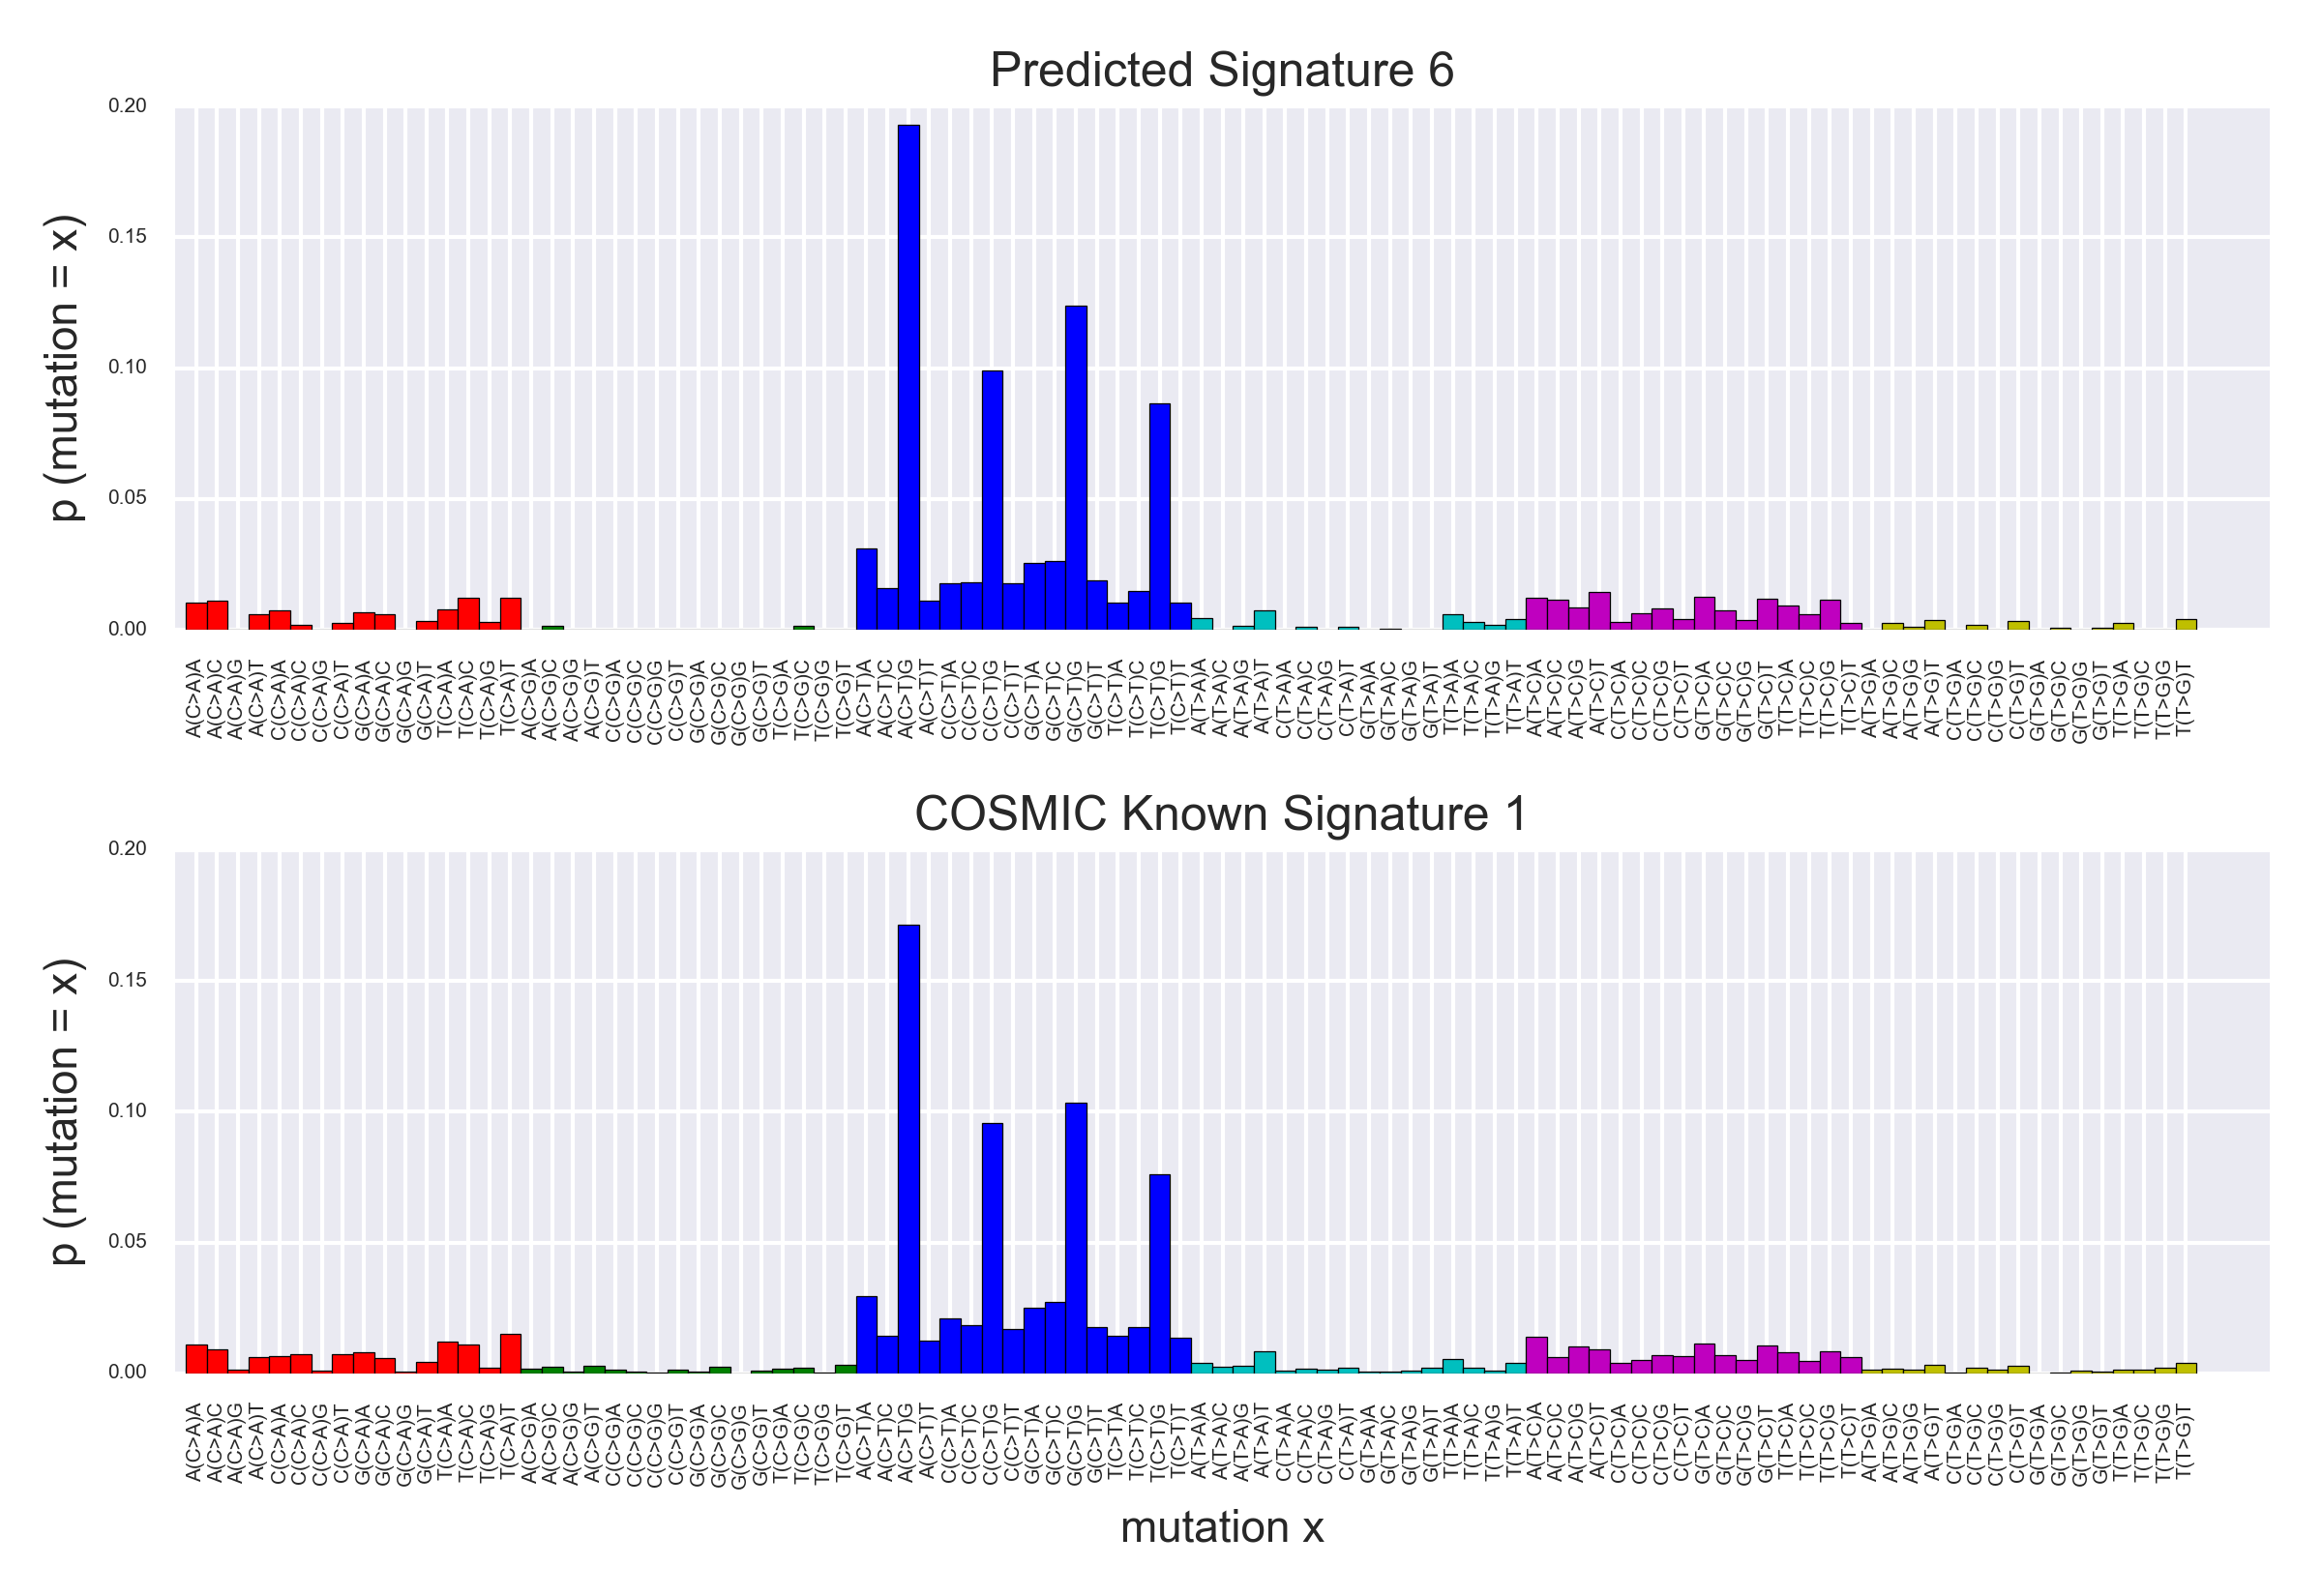 Predicted Signature 6
p (mutation = x)
0.20
0.15
0.10
0.05
0.00
A(C>A)A A(C>A)C A(C>A)G A(C>A)T C(C>A)A C(C>A)C C(C>A)G C(C>A)T G(C>A)A G(C>A)C G(C>A)G G(C>A)T T(C>A)A T(C>A)C T(C>A)G T(C>A)T A(C>G)A A(C>G)C A(C>G)G A(C>G)T C(C>G)A C(C>G)C C(C>G)G C(C>G)T G(C>G)A G(C>G)C G(C>G)G G(C>G)T T(C>G)A T(C>G)C T(C>G)G T(C>G)T A(C>T)A A(C>T)C A(C>T)G A(C>T)T C(C>T)A C(C>T)C C(C>T)G C(C>T)T G(C>T)A G(C>T)C G(C>T)G G(C>T)T T(C>T)A T(C>T)C T(C>T)G T(C>T)T A(T>A)A A(T>A)C A(T>A)G A(T>A)T C(T>A)A C(T>A)C C(T>A)G C(T>A)T G(T>A)A G(T>A)C G(T>A)G G(T>A)T T(T>A)A T(T>A)C T(T>A)G T(T>A)T A(T>C)A A(T>C)C A(T>C)G A(T>C)T C(T>C)A C(T>C)C C(T>C)G C(T>C)T G(T>C)A G(T>C)C G(T>C)G G(T>C)T T(T>C)A T(T>C)C T(T>C)G T(T>C)T A(T>G)A A(T>G)C A(T>G)G A(T>G)T C(T>G)A C(T>G)C C(T>G)G C(T>G)T G(T>G)A G(T>G)C G(T>G)G G(T>G)T T(T>G)A T(T>G)C T(T>G)G T(T>G)T
COSMIC Known Signature 1
p (mutation = x)
0.20
0.15
0.10
0.05
0.00
A(C>A)A A(C>A)C A(C>A)G A(C>A)T C(C>A)A C(C>A)C C(C>A)G C(C>A)T G(C>A)A G(C>A)C G(C>A)G G(C>A)T T(C>A)A T(C>A)C T(C>A)G T(C>A)T A(C>G)A A(C>G)C A(C>G)G A(C>G)T C(C>G)A C(C>G)C C(C>G)G C(C>G)T G(C>G)A G(C>G)C G(C>G)G G(C>G)T T(C>G)A T(C>G)C T(C>G)G T(C>G)T A(C>T)A A(C>T)C A(C>T)G A(C>T)T C(C>T)A C(C>T)C C(C>T)G C(C>T)T G(C>T)A G(C>T)C G(C>T)G G(C>T)T T(C>T)A T(C>T)C T(C>T)G T(C>T)T A(T>A)A A(T>A)C A(T>A)G A(T>A)T C(T>A)A C(T>A)C C(T>A)G C(T>A)T G(T>A)A G(T>A)C G(T>A)G G(T>A)T T(T>A)A T(T>A)C T(T>A)G T(T>A)T A(T>C)A A(T>C)C A(T>C)G A(T>C)T C(T>C)A C(T>C)C C(T>C)G C(T>C)T G(T>C)A G(T>C)C G(T>C)G G(T>C)T T(T>C)A T(T>C)C T(T>C)G T(T>C)T A(T>G)A A(T>G)C A(T>G)G A(T>G)T C(T>G)A C(T>G)C C(T>G)G C(T>G)T G(T>G)A G(T>G)C G(T>G)G G(T>G)T T(T>G)A T(T>G)C T(T>G)G T(T>G)T
mutation x